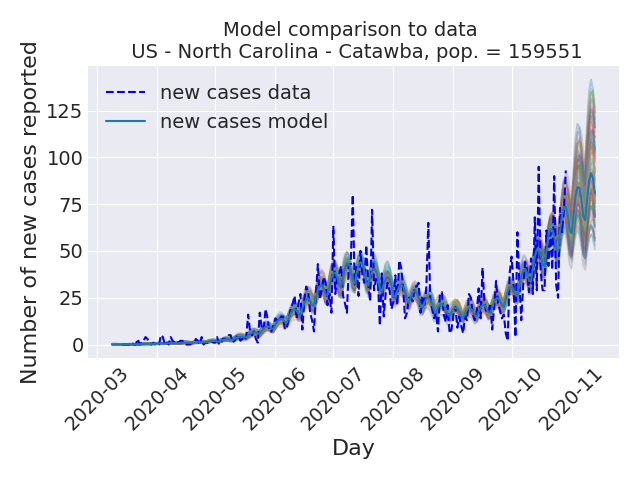 Model comparison to data
US - North Carolina - Catawba, pop. = 159551
Number of new cases reported
new cases data
new cases model
125
100
75
50
25
0
2020-03
2020-04
2020-05
2020-06
2020-07
2020-08
2020-09
2020-10
2020-11
Day